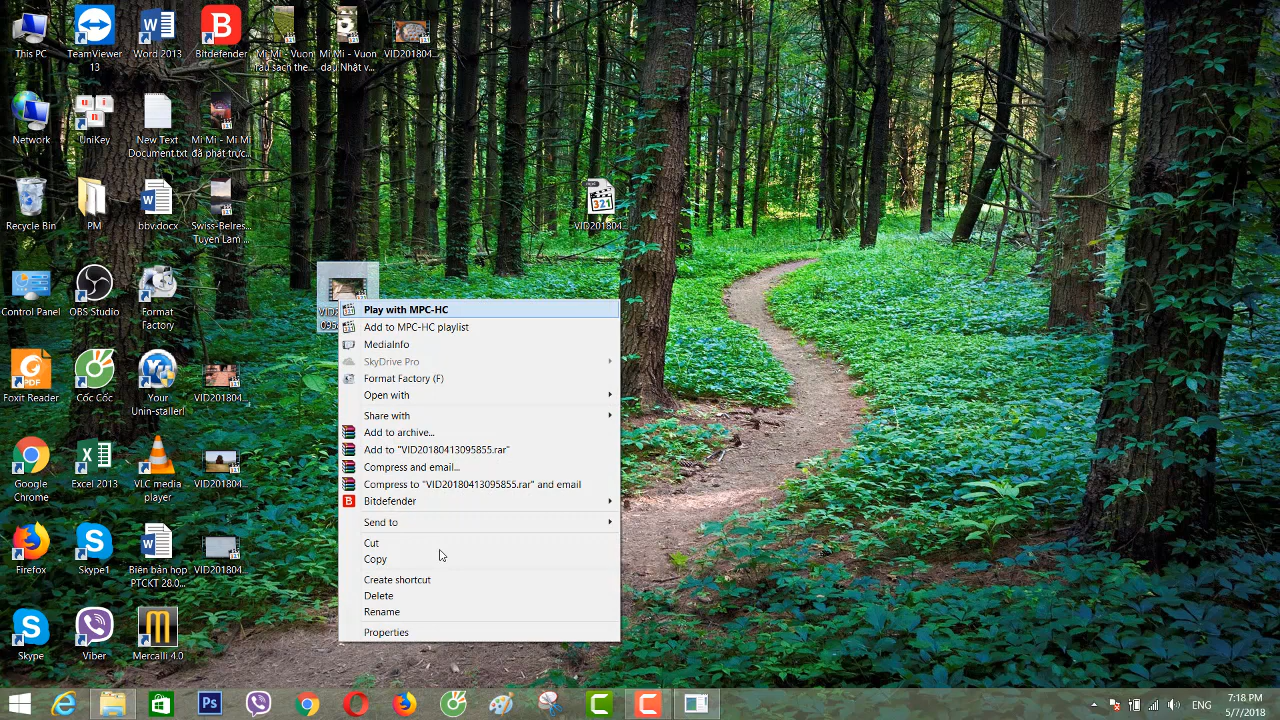 This PC
TeamViewer
13
Word 2013
Bitdefender
Mi Mi - Vuon
rau sach the...
Mi Mi - Vuon
dau Nhật v...
VID201804...
Network
UniKey
New Text
Document.txt
Mi Mi - Mi Mi
đã phát trực...
Recycle Bin
PM
bbv.docx
Swiss-Belres...
Tuyen Lam ...
VID201804...
Control Panel
OBS Studio
Format
Factory
Foxit Reader
Cốc Cốc
Your
Unin-staller!
VID201804...
Google
Chrome
Excel 2013
VLC media
player
VID201804...
Firefox
Skype1
Biên bản họp
PTCKT 28.0...
VID201804...
Skype
Viber
Mercalli 4.0
Play with MPC-HC
Add to MPC-HC playlist
MediaInfo
SkyDrive Pro
Format Factory (F)
Open with
Share with
Add to archive...
Add to "VID20180413095855.rar"
Compress and email...
Compress to "VID20180413095855.rar" and email
Bitdefender
Send to
Cut
Copy
Create shortcut
Delete
Rename
Properties
ENG
7:18 PM
5/7/2018